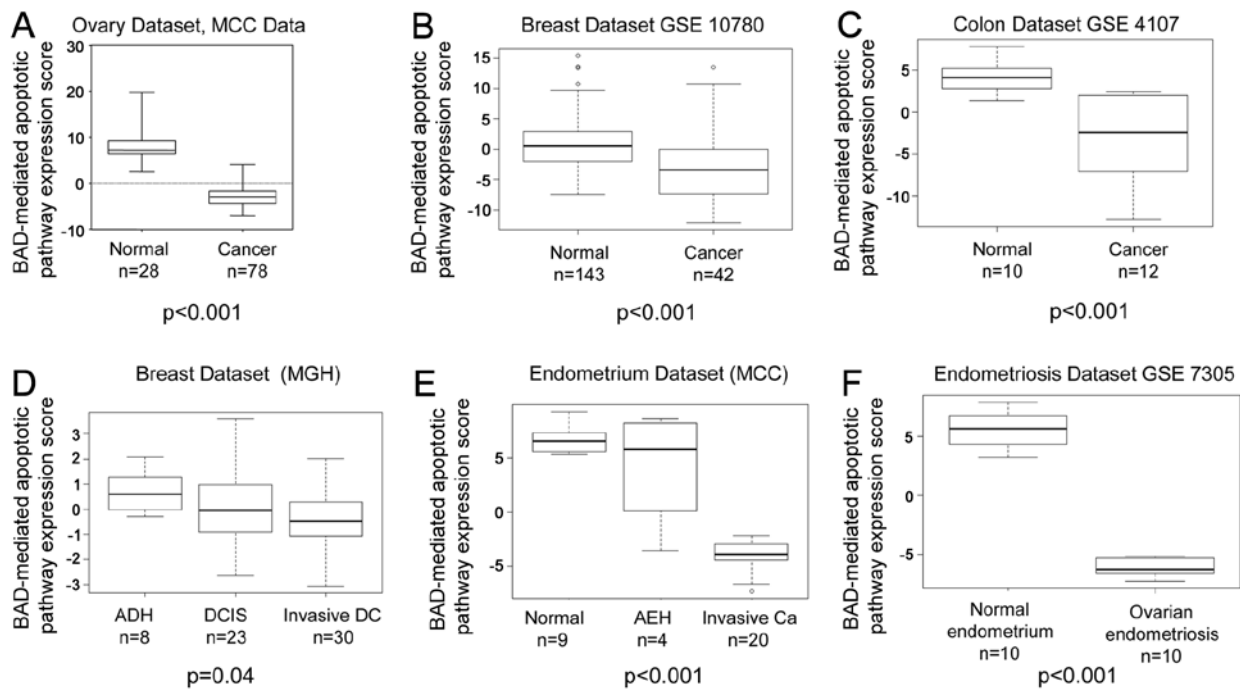 A
Ovary Dataset, MCC Data
BAD-mediated apoptotic
pathway expression score
30
20
10
0
-10
Normal
n=28
Cancer
n=78
p<0.001
B
Breast Dataset GSE 10780
BAD-mediated apoptotic
pathway expression score
15
10
5
0
-5
-10
Normal
n=143
Cancer
n=42
p<0.001
C
Colon Dataset GSE 4107
BAD-mediated apoptotic
pathway expression score
5
0
-5
-10
Normal
n=10
Cancer
n=12
p<0.001
D
Breast Dataset (MGH)
BAD-mediated apoptotic
pathway expression score
3
2
1
0
-1
-2
-3
ADH
n=8
DCIS
n=23
Invasive DC
n=30
p=0.04
E
Endometrium Dataset (MCC)
BAD-mediated apoptotic
pathway expression score
5
0
-5
Normal
n=9
AEH
n=4
Invasive Ca
n=20
p<0.001
F
Endometriosis Dataset GSE 7305
BAD-mediated apoptotic
pathway expression score
5
0
-5
Normal
endometrium
n=10
Ovarian
endometriosis
n=10
p<0.001